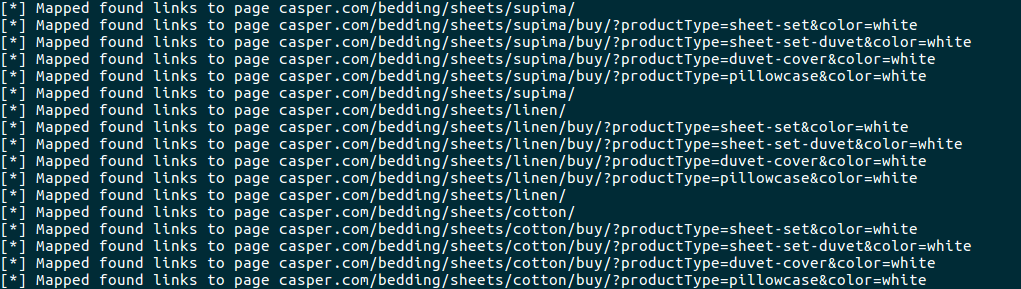 [*] Mapped found links to page casper.com/bedding/sheets/supima/
[*] Mapped found links to page casper.com/bedding/sheets/supima/buy/?productType=sheet-set&color=white
[*] Mapped found links to page casper.com/bedding/sheets/supima/buy/?productType=sheet-set-duvet&color=white
[*] Mapped found links to page casper.com/bedding/sheets/supima/buy/?productType=duvet-cover&color=white
[*] Mapped found links to page casper.com/bedding/sheets/supima/buy/?productType=pillowcase&color=white
[*] Mapped found links to page casper.com/bedding/sheets/supima/
[*] Mapped found links to page casper.com/bedding/sheets/linen/
[*] Mapped found links to page casper.com/bedding/sheets/linen/buy/?productType=sheet-set&color=white
[*] Mapped found links to page casper.com/bedding/sheets/linen/buy/?productType=sheet-set-duvet&color=white
[*] Mapped found links to page casper.com/bedding/sheets/linen/buy/?productType=duvet-cover&color=white
[*] Mapped found links to page casper.com/bedding/sheets/linen/buy/?productType=pillowcase&color=white
[*] Mapped found links to page casper.com/bedding/sheets/linen/
[*] Mapped found links to page casper.com/bedding/sheets/cotton/
[*] Mapped found links to page casper.com/bedding/sheets/cotton/buy/?productType=sheet-set&color=white
[*] Mapped found links to page casper.com/bedding/sheets/cotton/buy/?productType=sheet-set-duvet&color=white
[*] Mapped found links to page casper.com/bedding/sheets/cotton/buy/?productType=duvet-cover&color=white
[*] Mapped found links to page casper.com/bedding/sheets/cotton/buy/?productType=pillowcase&color=white